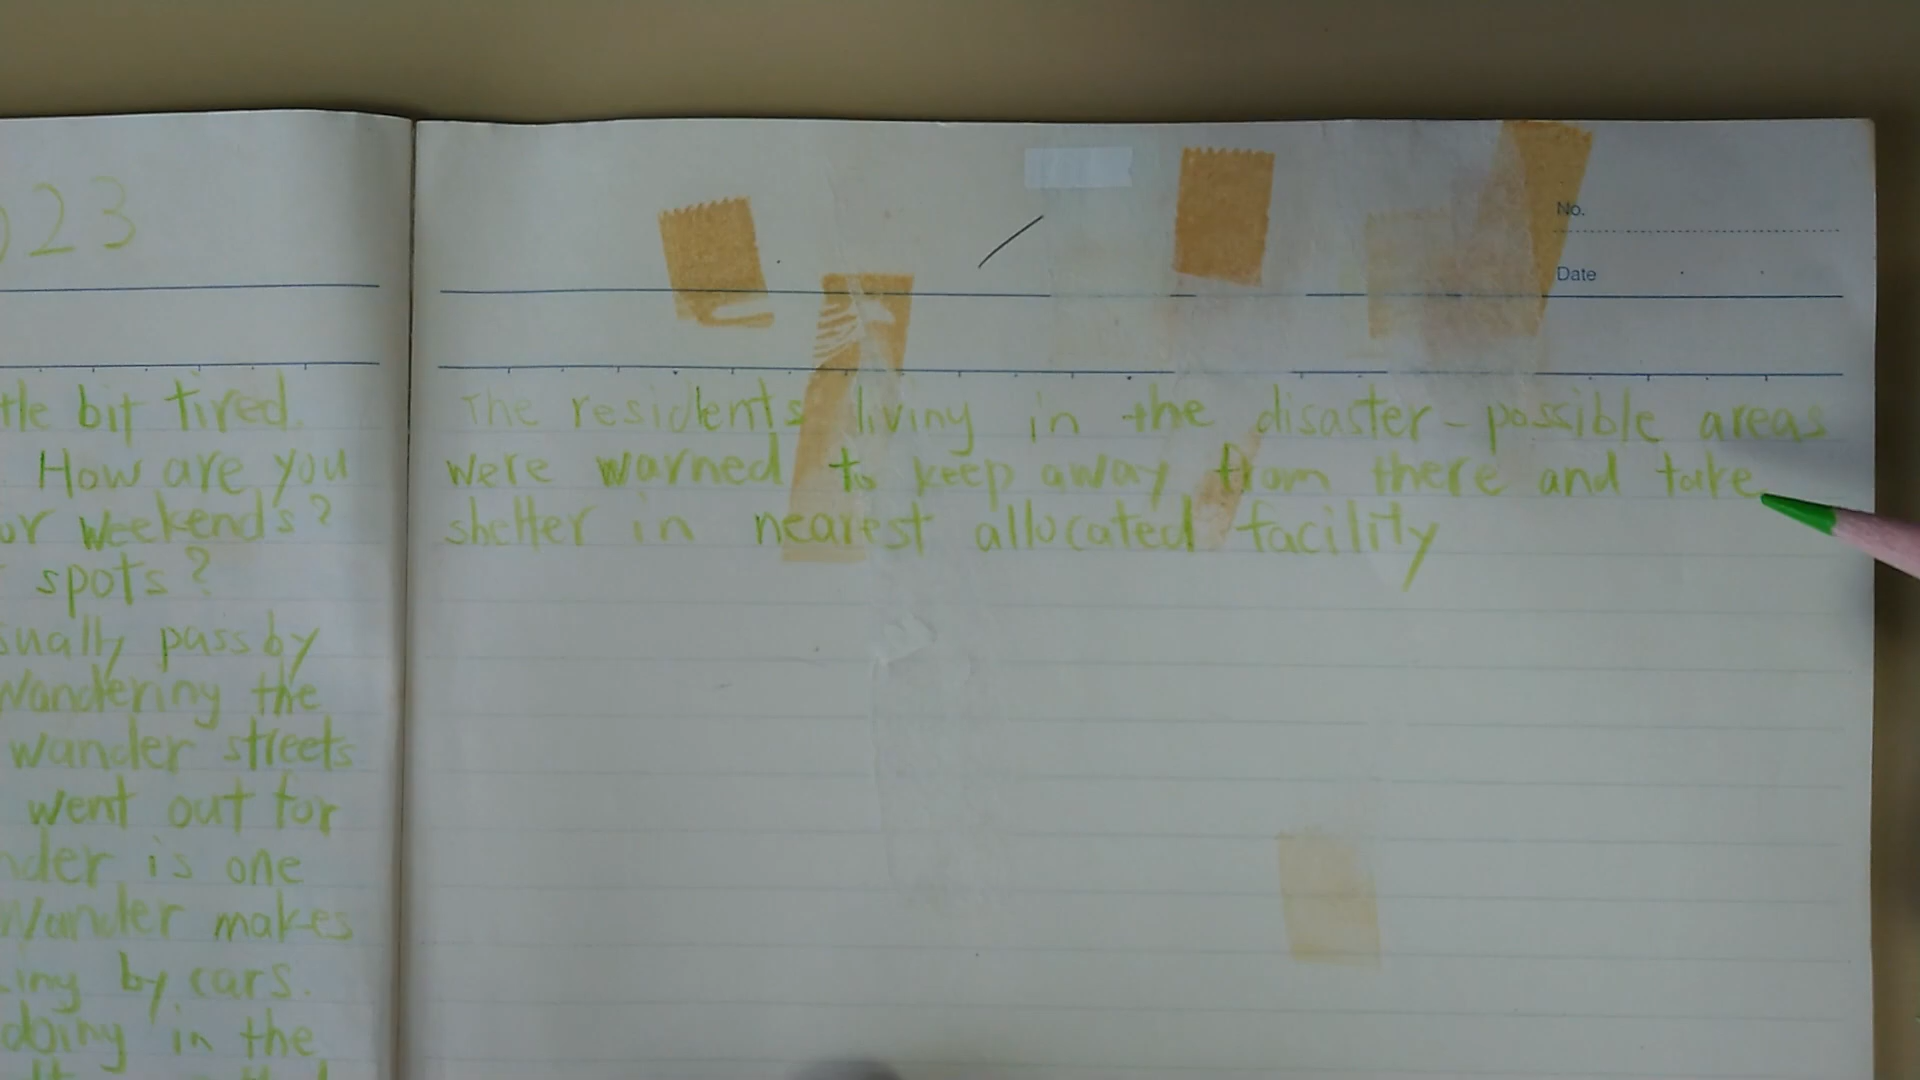 023
tle bit tired.
How are you
or weekends?
spots?
sually pass by
Wandering the
wander streets
went out for
nder is one
Wander makes
ing by cars.
doing in the
No.
Date
The residents living in the disaster-possible areas
were warned to keep away from there and take
shelter in nearest allocated facility